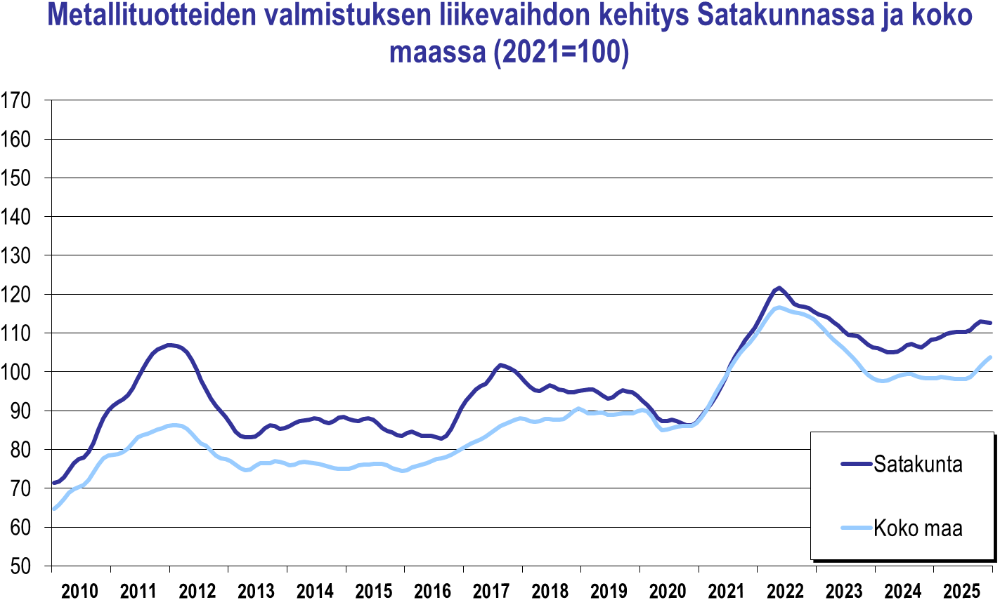 Metallituotteiden valmistuksen liikevaihdon kehitys Satakunnassa ja koko
maassa (2021=100)
170
160
150
140
130
120
110
100
90
80
70
60
50
Satakunta
Koko maa
2010 2011 2012 2013 2014 2015 2016 2017 2018 2019 2020 2021 2022 2023 2024 2025